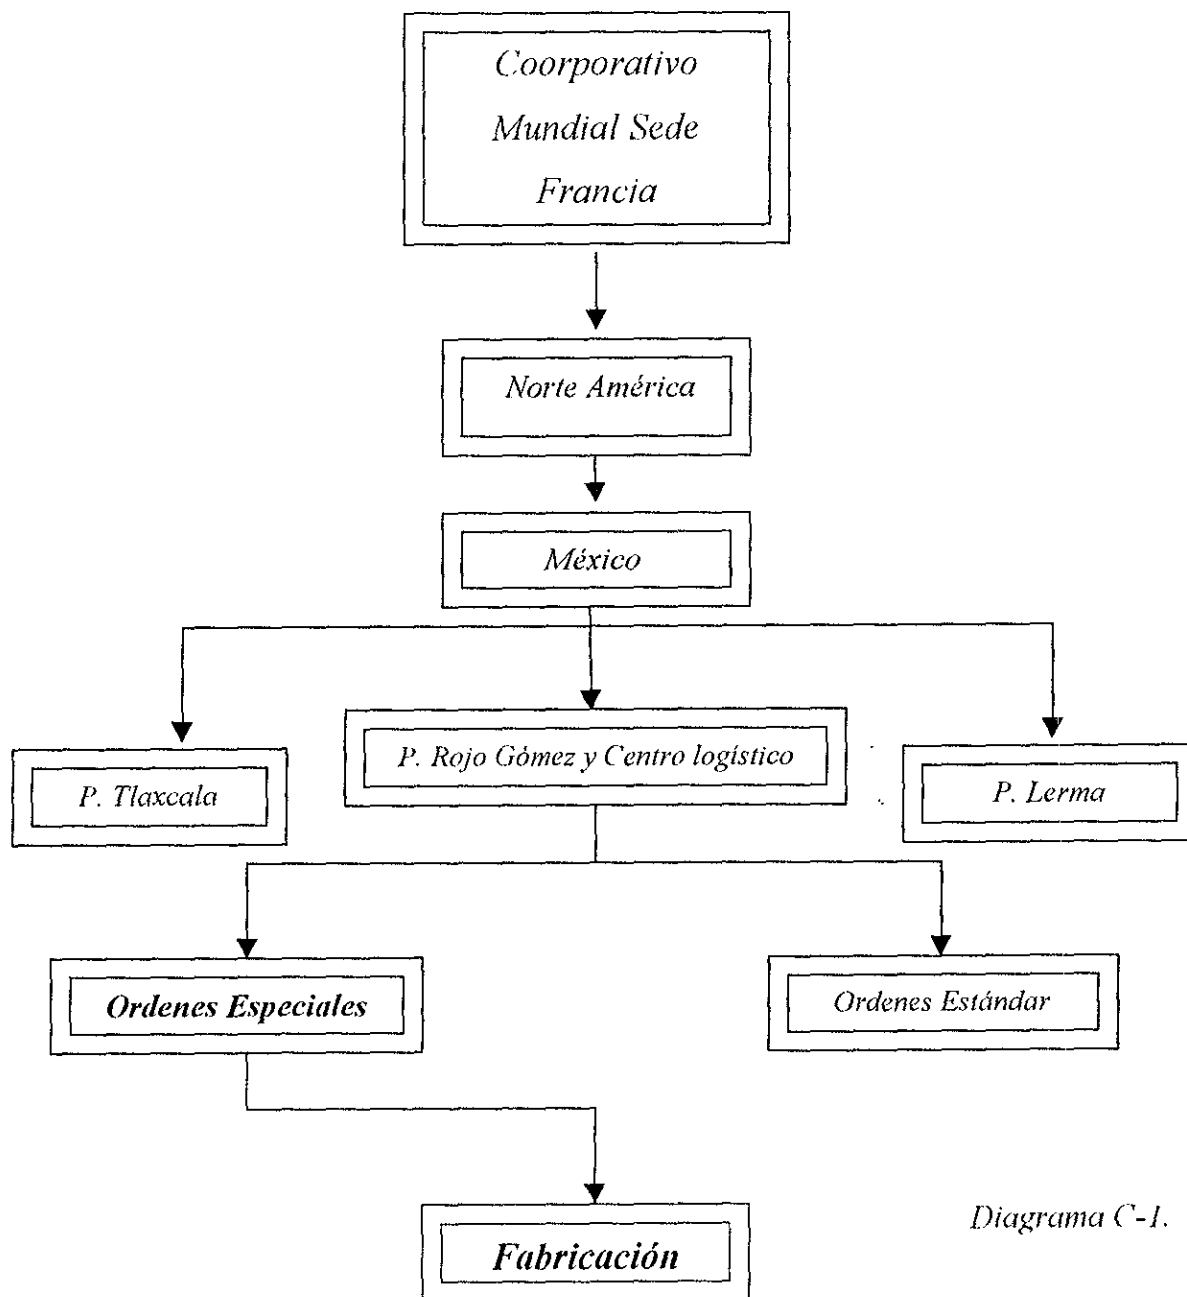 Coorporativo
Mundial Sede
Francia
Norte América
México
P. Rojo Gómez y Centro logístico
P. Tlaxcala
P. Lerma
Ordenes Especiales
Ordenes Estándar
Diagrama C-1.
Fabricación